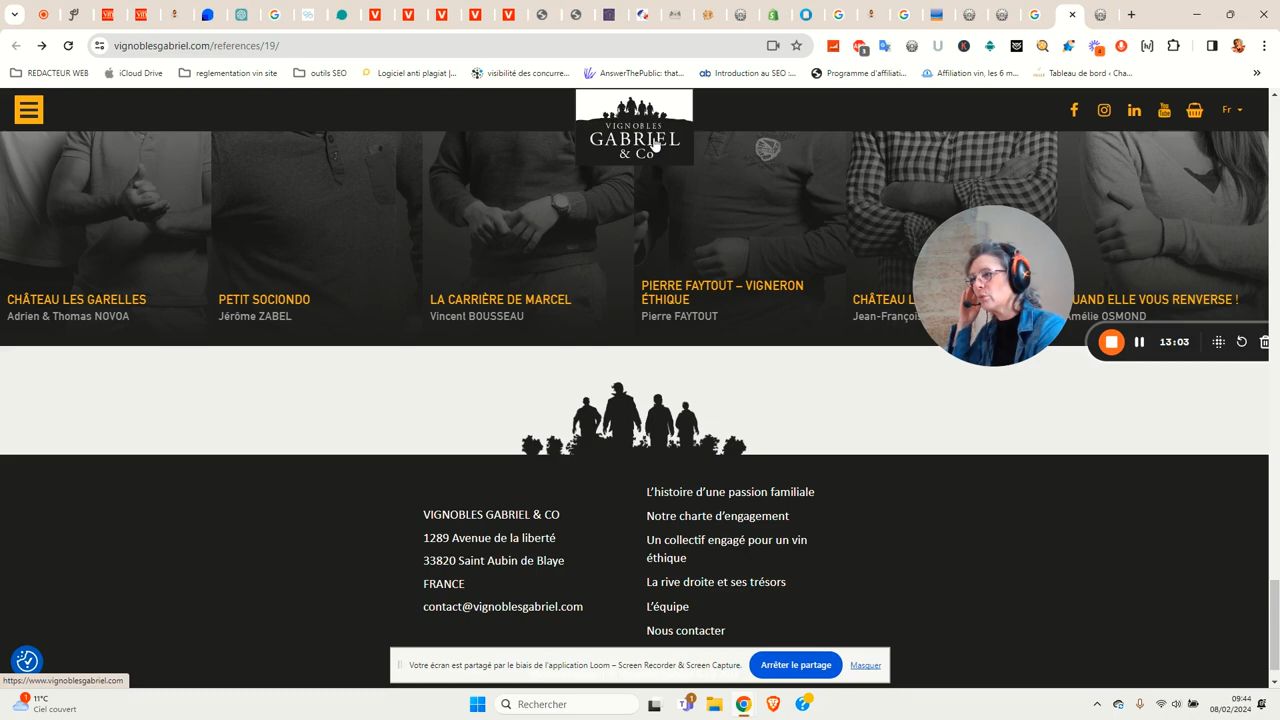 vignoblesgabriel.com/references/19/
REDACTEUR WEB
iCloud Drive
reglementation vin site
outils SEO
Logiciel anti plagiat |...
visibilité des concurre...
AnswerThePublic: that...
Introduction au SEO :...
Programme d'affiliati...
Affiliation vin, les 6 m...
Tableau de bord ‹ Cha...
VIGNOBLES
GABRIEL
& Co
Fr
CHÂTEAU LES GARELLES
Adrien & Thomas NOVOA
PETIT SOCIONDO
Jérôme ZABEL
LA CARRIÈRE DE MARCEL
Vincent BOUSSEAU
PIERRE FAYTOUT – VIGNERON
ÉTHIQUE
Pierre FAYTOUT
CHÂTEAU
Jean-François
ELLE VOUS RENVERSE !
Amélie OSMOND
13:03
VIGNOBLES GABRIEL & CO
1289 Avenue de la liberté
33820 Saint Aubin de Blaye
FRANCE
contact@vignoblesgabriel.com
L'histoire d'une passion familiale
Notre charte d'engagement
Un collectif engagé pour un vin
éthique
La rive droite et ses trésors
L'équipe
Nous contacter
Votre écran est partagé par le biais de l'application Loom – Screen Recorder & Screen Capture.
Arrêter le partage
Masquer
https://www.vignoblesgabriel.com
11°C
Ciel couvert
Rechercher
09:44
08/02/2024